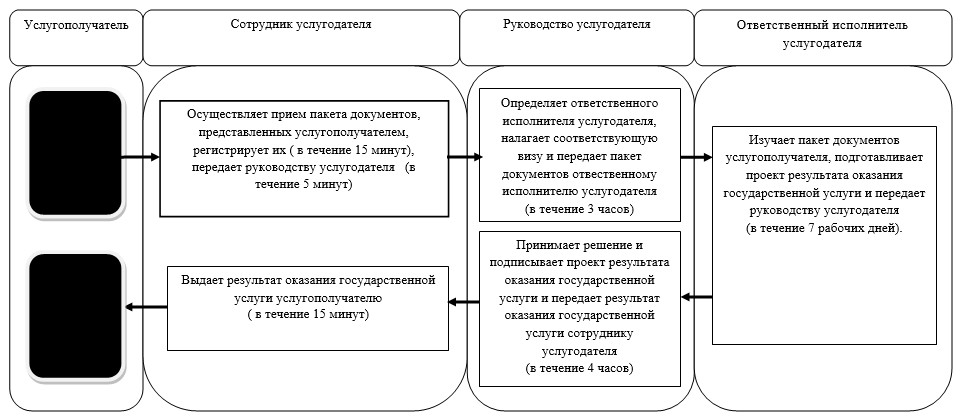 Услугополучатель
Сотрудник услугодателя
Руководство услугодателя
Ответственный исполнитель
услугодателя
Осуществляет прием пакета документов,
представленных услугополучателем,
регистрирует их ( в течение 15 минут),
передает руководству услугодателя (в
течение 5 минут)
Определяет ответственного
исполнителя услугодателя,
налагает соответствующую
визу и передает пакет
документов отвественному
исполнителю услугодателя
(в течение 3 часов)
Изучает пакет документов
услугополучателя, подготавливает
проект результата оказания
государственной услуги и передает
руководству услугодателя
(в течение 7 рабочих дней).
Принимает решение и
подписывает проект результата
оказания государственной
услуги и передает результат
оказания государственной
услуги сотруднику
услугодателя
(в течение 4 часов)
Выдает результат оказания государственной
услуги услугополучателю
( в течение 15 минут)